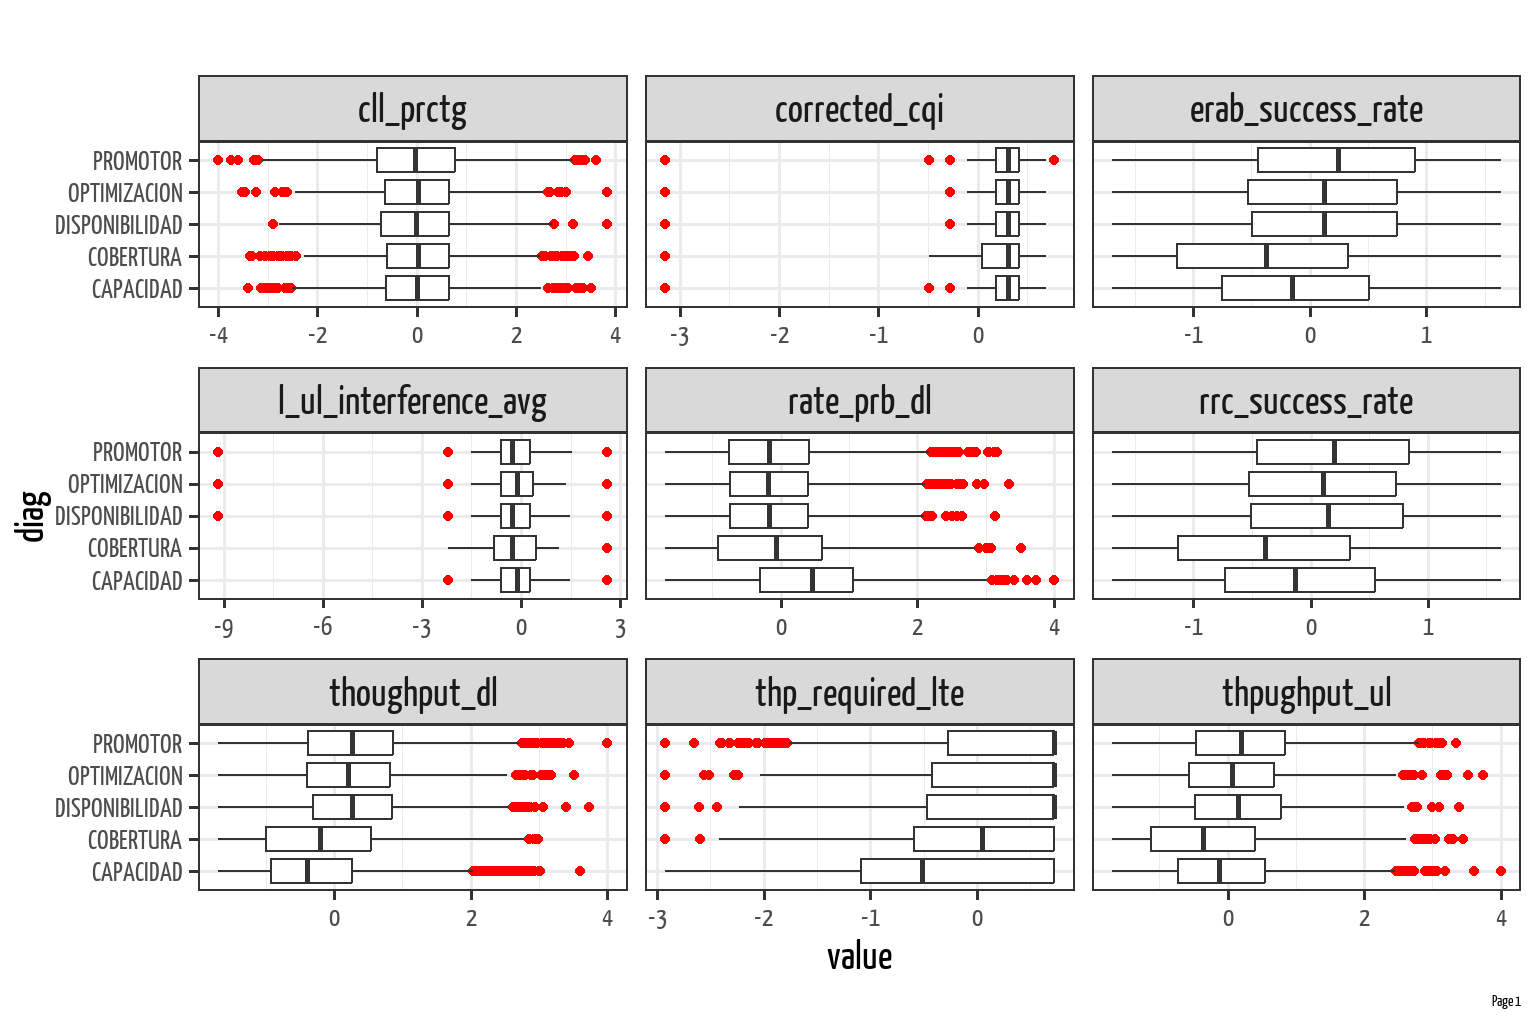 cll_prctg corrected_cqi erab_success_rate
PROMOTOR
OPTIMIZACION
DISPONIBILIDAD
COBERTURA
CAPACIDAD
-4 -2 0 2 4 -3 -2 -1 0 -1 0 1
l_ul_interference_avg rate_prb_dl rrc_success_rate
PROMOTOR
OPTIMIZACION
DISPONIBILIDAD
COBERTURA
CAPACIDAD
-9 -6 -3 0 3 0 2 4 -1 0 1
thoughput_dl thp_required_lte thpughput_ul
PROMOTOR
OPTIMIZACION
DISPONIBILIDAD
COBERTURA
CAPACIDAD
0 2 4 -3 -2 -1 0 0 2 4
diag
value
Page 1